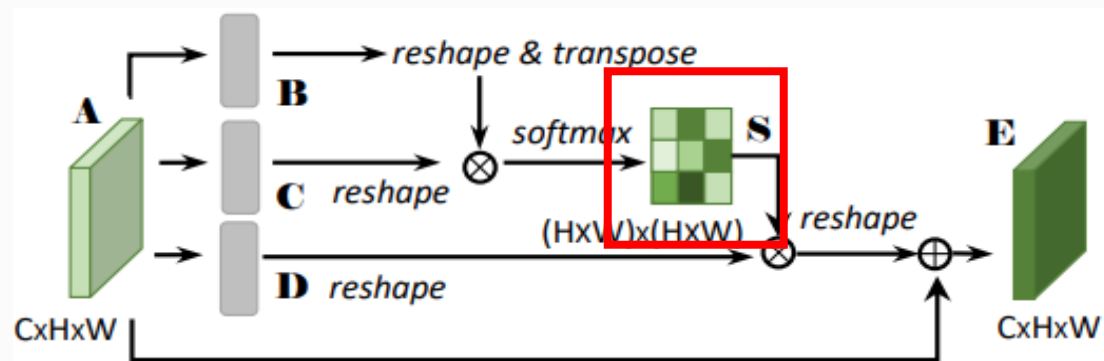 reshape & transpose
B
A
softmax
S
E
C
reshape
(HxW)x(HxW)
reshape
D
reshape
CxHxW
CxHxW